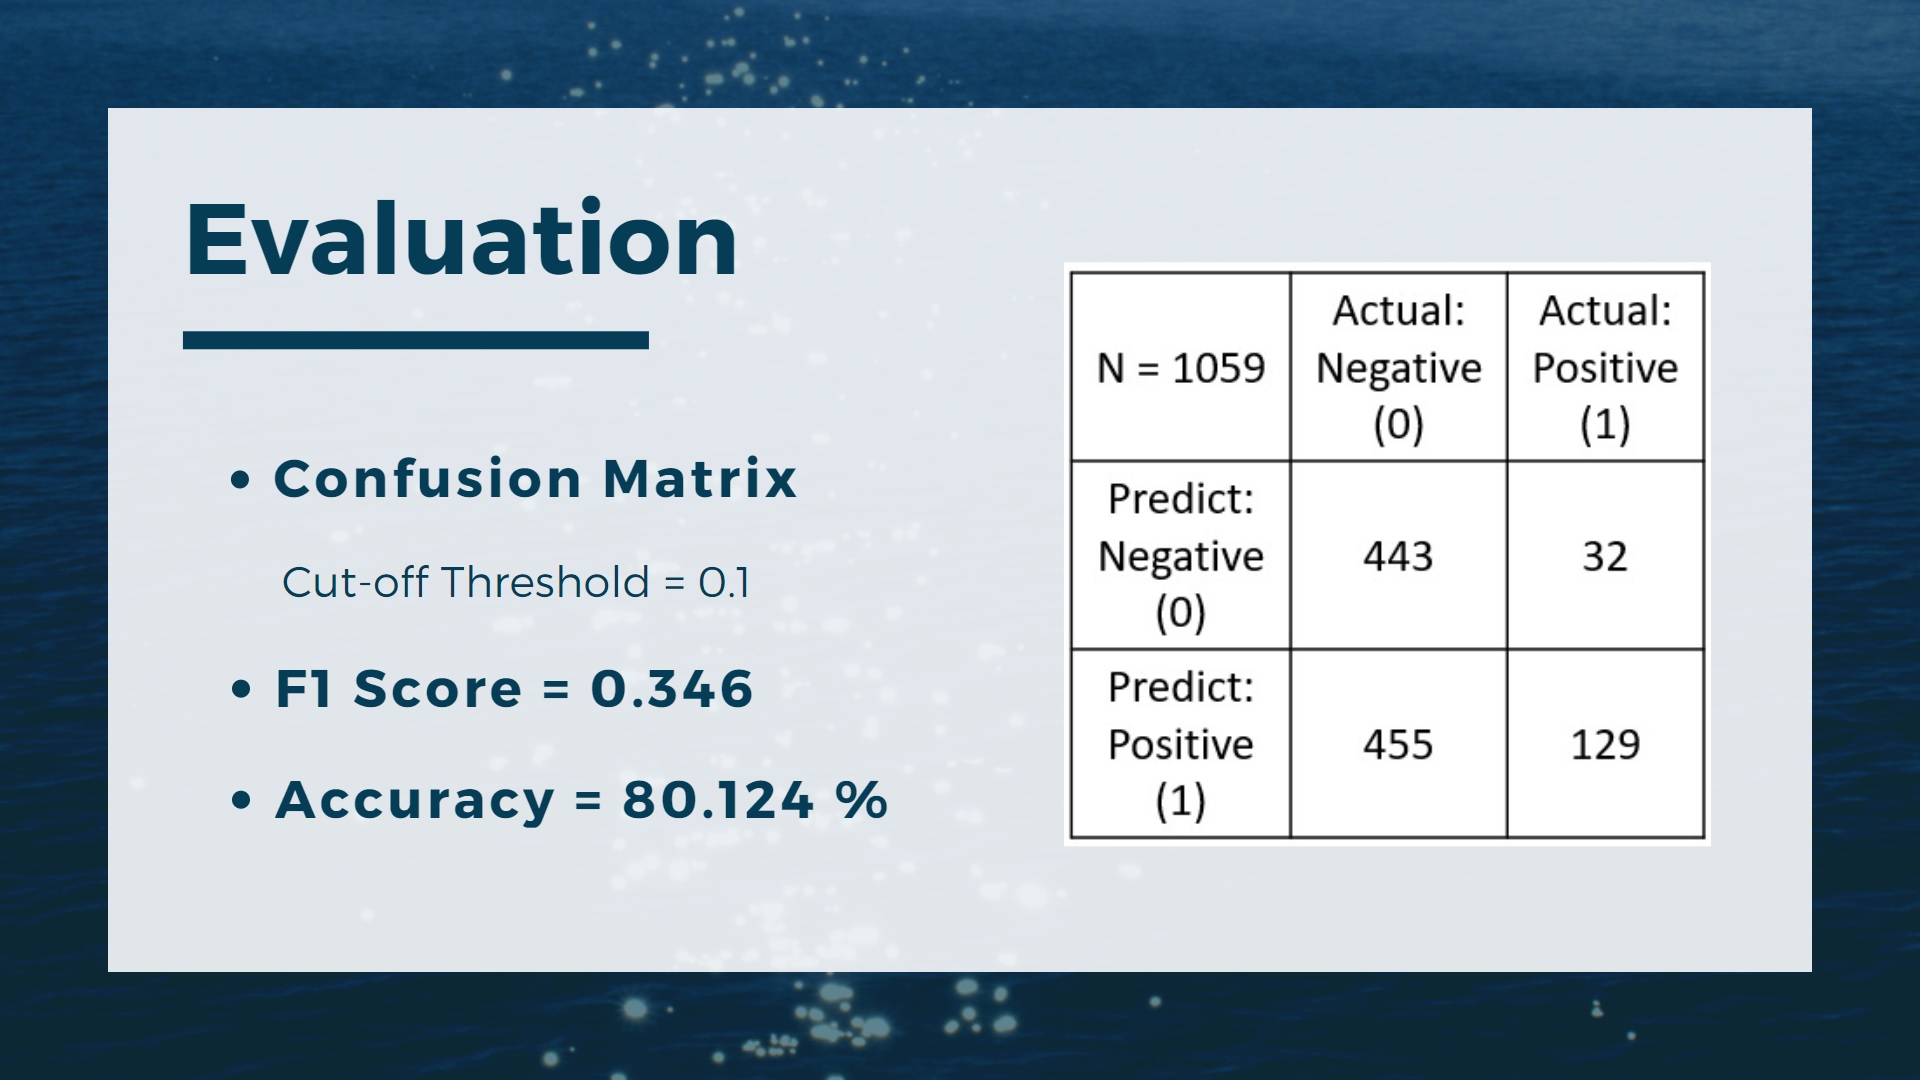 Evaluation
• Confusion Matrix
Cut-off Threshold = 0.1
• F1 Score = 0.346
• Accuracy = 80.124 %
N = 1059
Actual:
Negative
(0)
Actual:
Positive
(1)
Predict:
Negative
(0)
443
32
Predict:
Positive
(1)
455
129